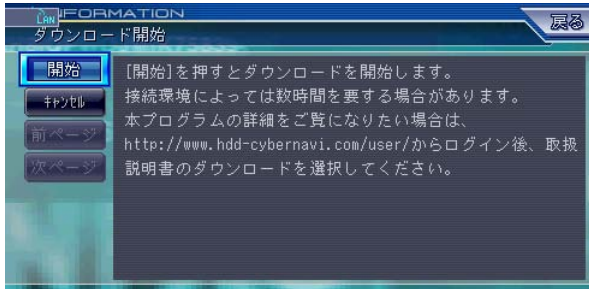 LAN
INFORMATION
ダウンロード開始
戻る
開始
[開始]を押すとダウンロードを開始します。
キャンセル
接続環境によっては数時間を要する場合があります。
前ページ
本プログラムの詳細をご覧になりたい場合は、
http://www.hdd-cybernavi.com/user/からログイン後、取扱
次ページ
説明書のダウンロードを選択してください。